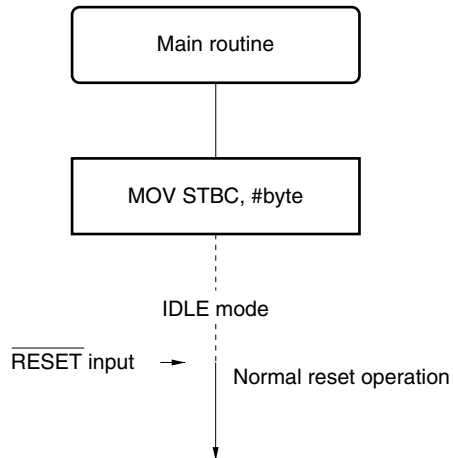 Main routine
MOV STBC, #byte
IDLE mode
RESET input
Normal reset operation